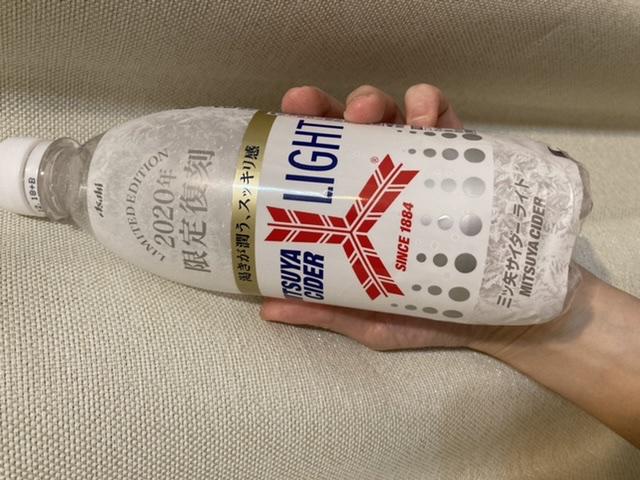 Asahi
LIMITED EDITION
2020年
限定復刻
渇きが潤う、スッキリ感
LIGHT
MITSUYA
CIDER
®
SINCE 1884
三ツ矢サイダーライト
MITSUYA CIDER